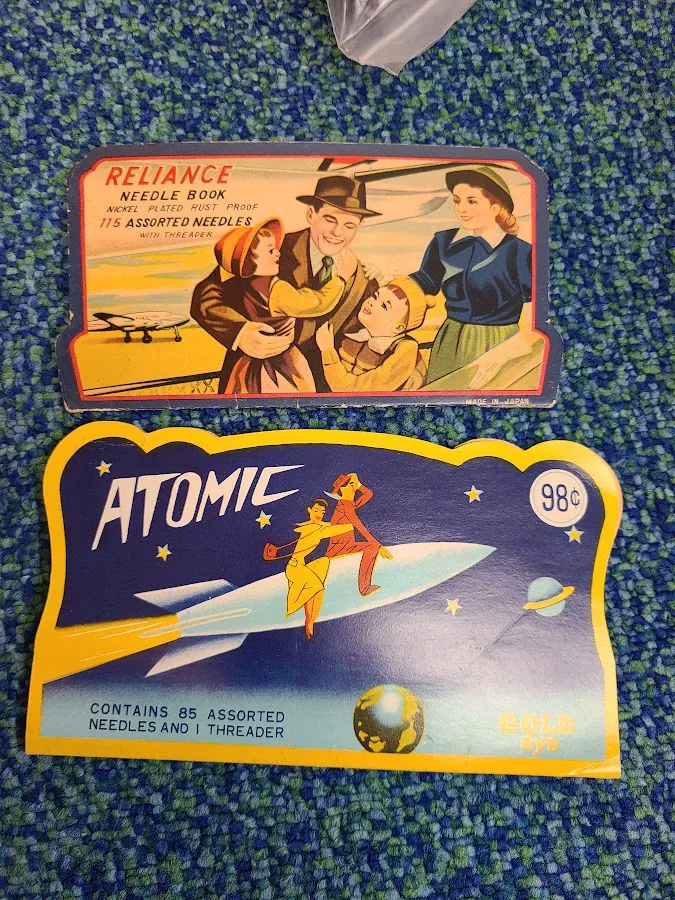 RELIANCE
NEEDLE BOOK
NICKEL PLATED RUST PROOF
115 ASSORTED NEEDLES
WITH THREADER
MADE IN JAPAN
ATOMIC
98¢
CONTAINS 85 ASSORTED
NEEDLES AND 1 THREADER
GOLD
Eye